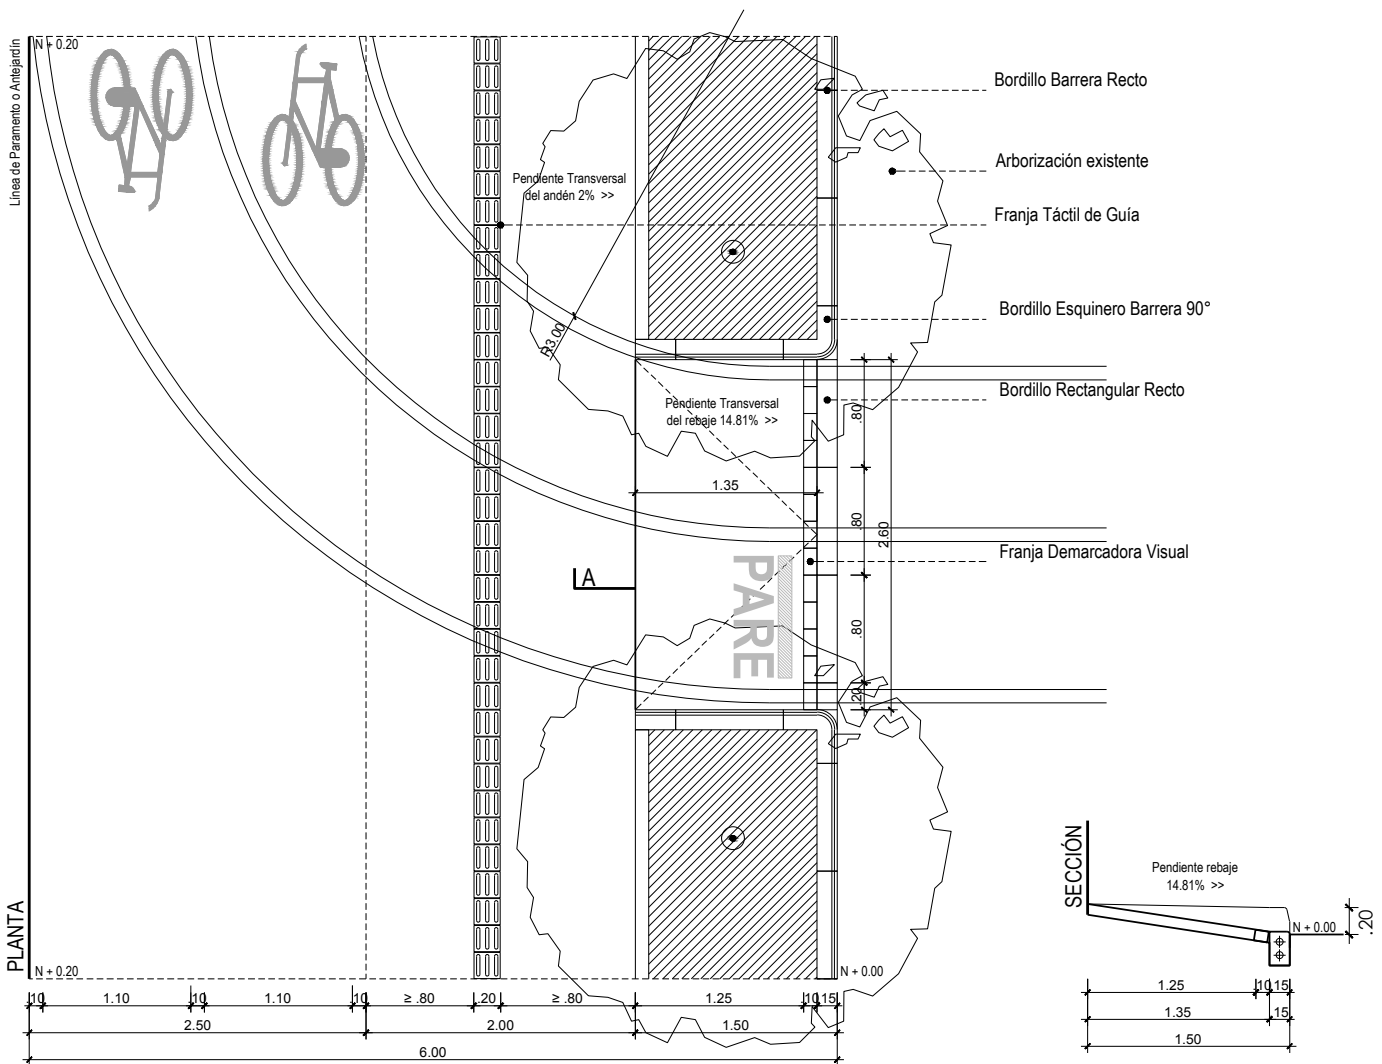 Línea de Paramento o Antejardín
N + 0.20
Bordillo Barrera Recto
Arborización existente
Pendiente Transversal
del andén 2% >>
Franja Táctil de Guía
Bordillo Esquinero Barrera 90°
R3.00
Bordillo Rectangular Recto
Pendiente Transversal
del rebaje 14.81% >>
.80
1.35
.80
2.60
Franja Demarcadora Visual
A
PARE
.80
.20
PLANTA
N + 0.20
N + 0.00
.10
1.10
.10
1.10
.10
≥ .80
.20
≥ .80
1.25
.10
.15
2.50
2.00
1.50
6.00
SECCIÓN
Pendiente rebaje
14.81% >>
N + 0.00
.20
1.25
.10
.15
1.35
.15
1.50